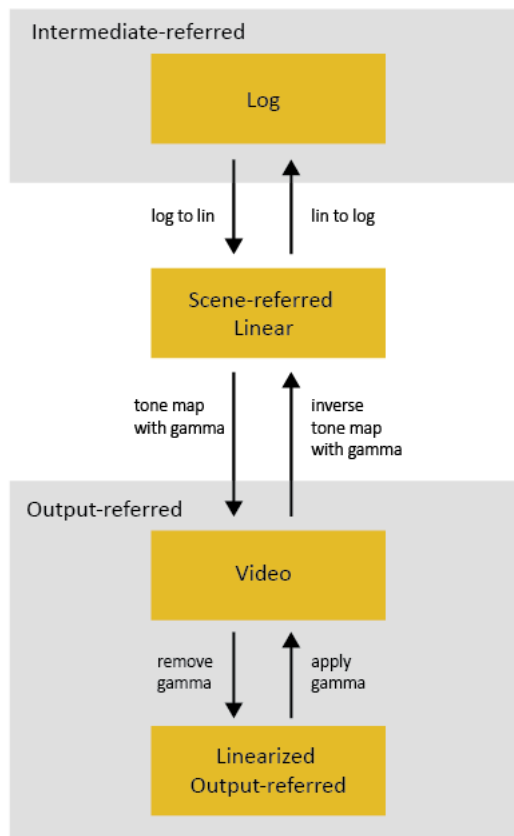 Intermediate-referred
Log
log to lin
lin to log
Scene-referred
Linear
tone map
with gamma
inverse
tone map
with gamma
Output-referred
Video
remove
gamma
apply
gamma
Linearized
Output-referred